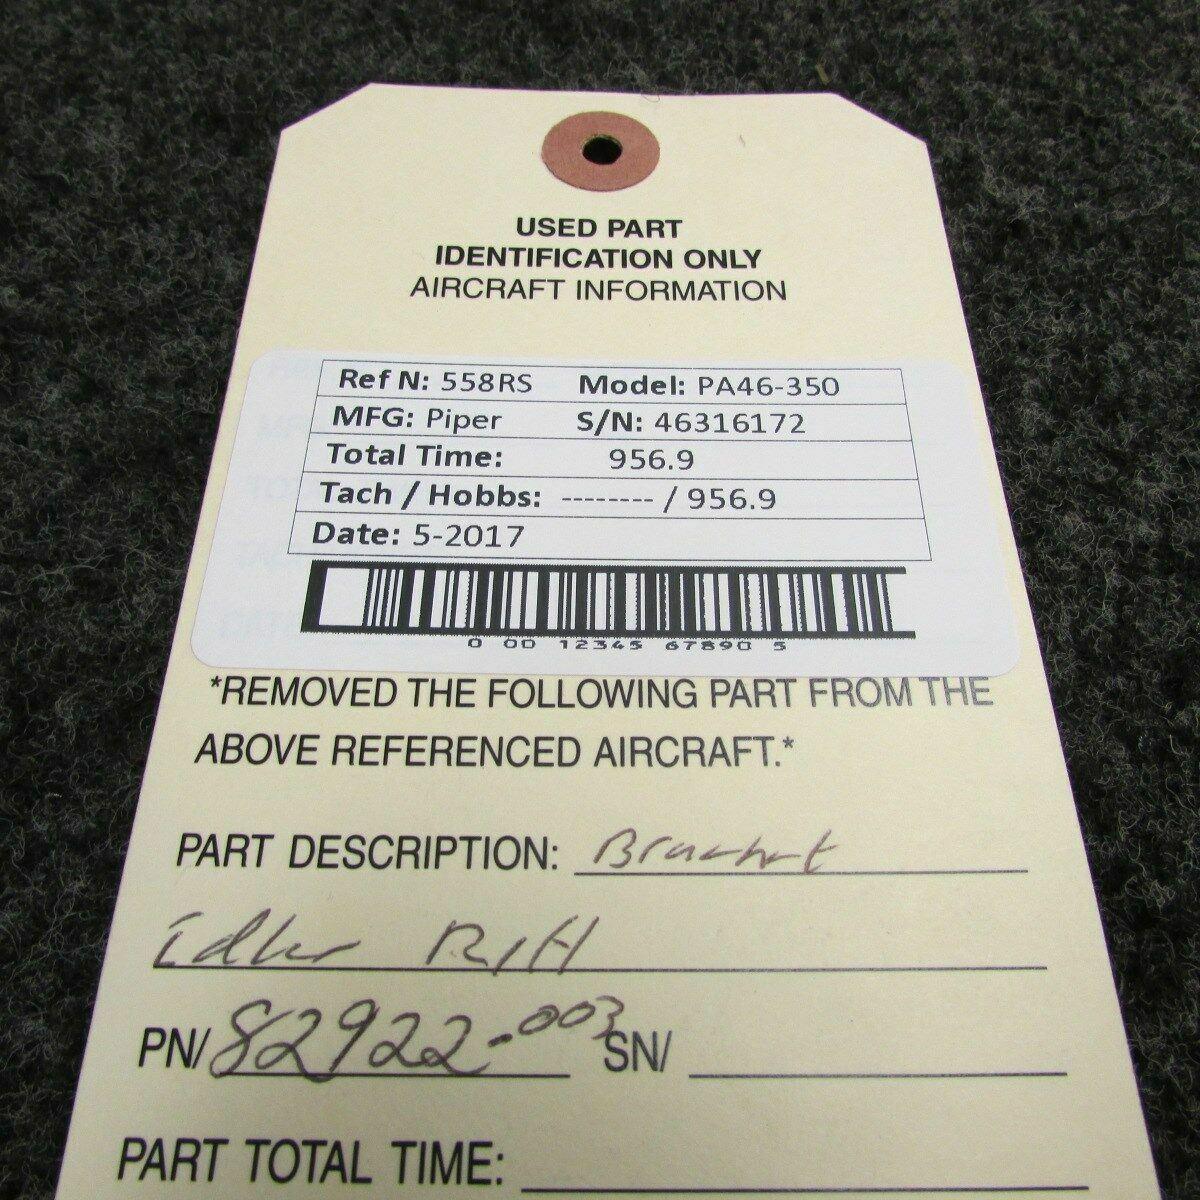 USED PART
IDENTIFICATION ONLY
AIRCRAFT INFORMATION
Ref N: 558RS Model: PA46-350
MFG: Piper S/N: 46316172
Total Time: 956.9
Tach / Hobbs: -------- / 956.9
Date: 5-2017
0 00 12345 67890 5
*REMOVED THE FOLLOWING PART FROM THE
ABOVE REFERENCED AIRCRAFT.*
PART DESCRIPTION: Bracket
Idler R/H
PN/ 82922-003 SN/
PART TOTAL TIME: